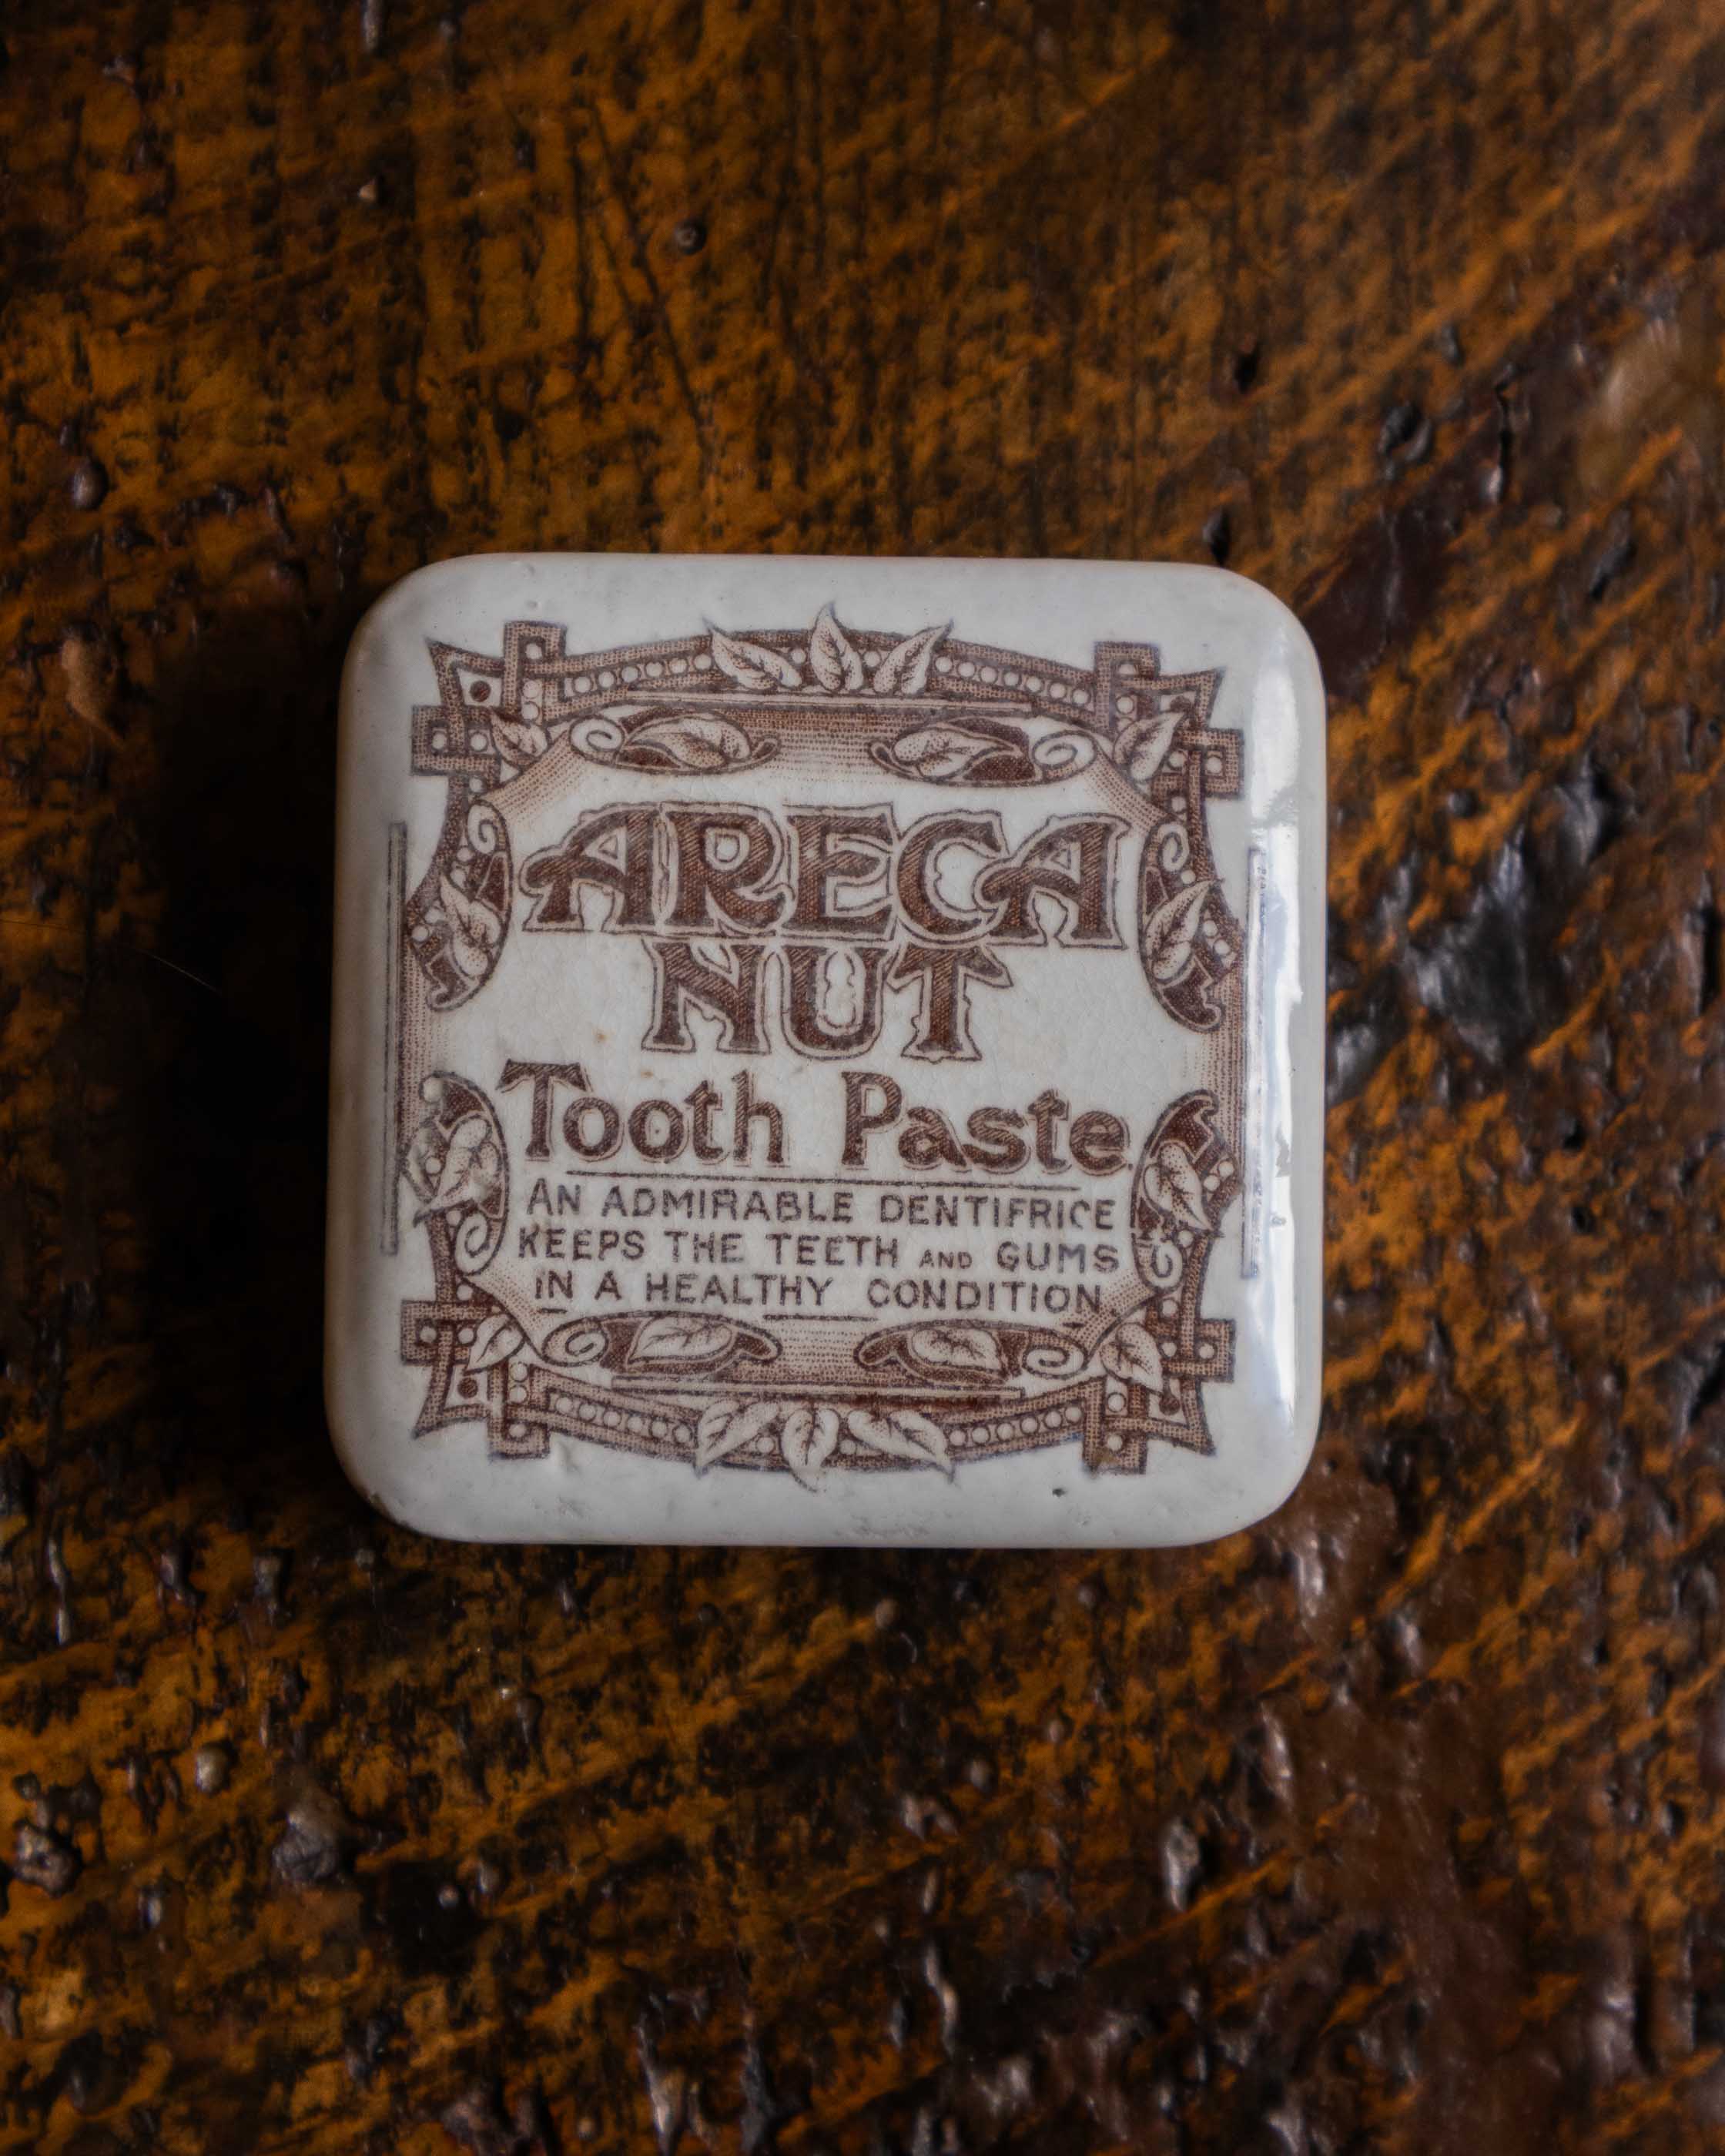 ARECA
NUT
Tooth Paste
AN ADMIRABLE DENTIFRICE
KEEPS THE TEETH AND GUMS
IN A HEALTHY CONDITION.